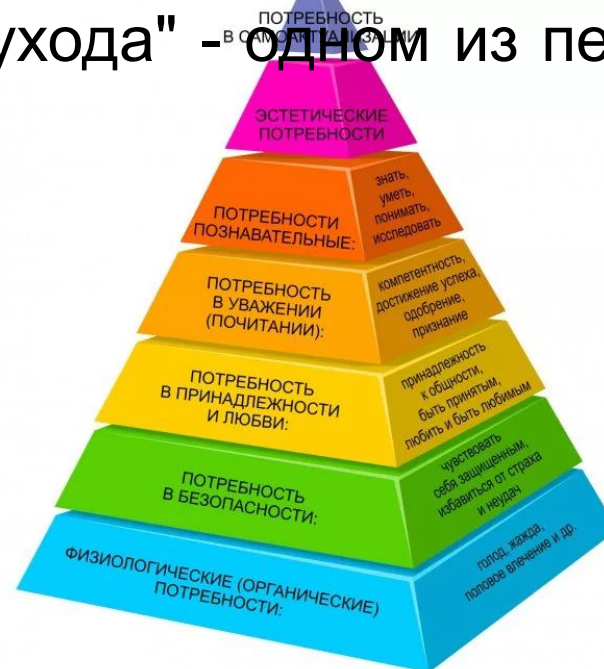 ПОТРЕБНОСТЬ
В САМОАКТУАЛИЗАЦИИ
ухода" - одном из пе
ЭСТЕТИЧЕСКИЕ
ПОТРЕБНОСТИ
ПОТРЕБНОСТИ
ПОЗНАВАТЕЛЬНЫЕ:
знать,
уметь,
понимать,
исследовать
ПОТРЕБНОСТЬ
В УВАЖЕНИИ
(ПОЧИТАНИИ):
компетентность,
достижение успеха,
одобрение,
признание
ПОТРЕБНОСТЬ
В ПРИНАДЛЕЖНОСТИ
И ЛЮБВИ:
принадлежность
к общности,
быть принятым,
любить и быть любимым
ПОТРЕБНОСТЬ
В БЕЗОПАСНОСТИ:
чувствовать
себя защищенным,
избавиться от страха
и неудач
ФИЗИОЛОГИЧЕСКИЕ (ОРГАНИЧЕСКИЕ)
ПОТРЕБНОСТИ:
голод, жажда,
половое влечение и др.